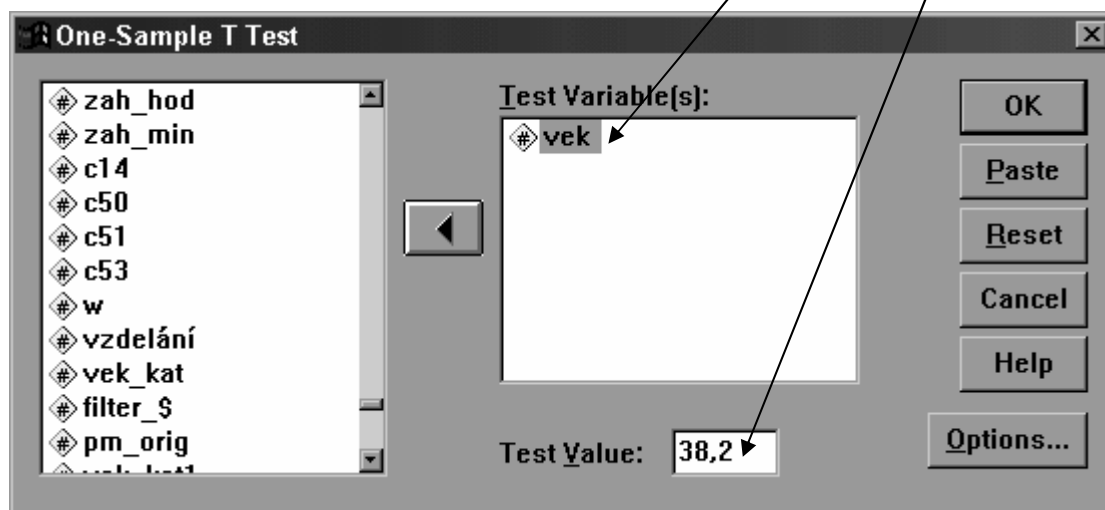 One-Sample T Test
zah_hod
zah_min
c14
c50
c51
c53
w
vzdelání
vek_kat
filter_$
pm_orig
Test Variable(s):
vek
Test Value: 38,2
OK
Paste
Reset
Cancel
Help
Options...